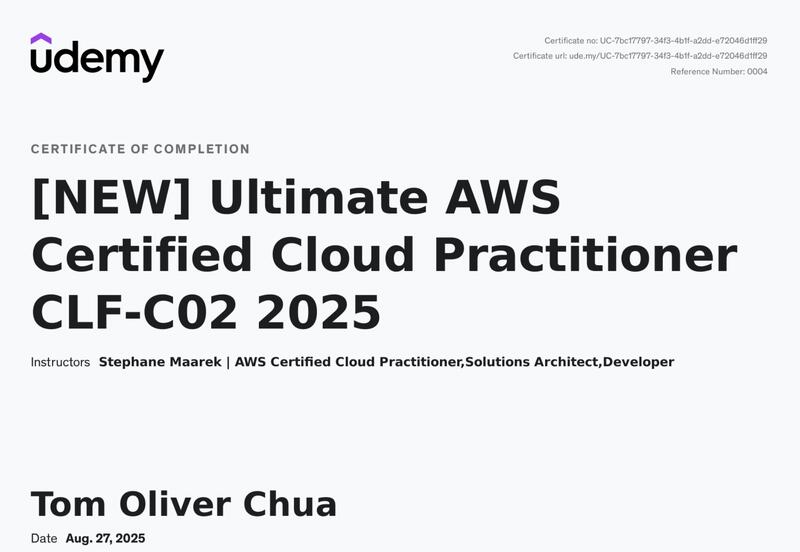 udemy
Certificate no: UC-7bc17797-34f3-4b1f-a2dd-e72046d1ff29
Certificate url: ude.my/UC-7bc17797-34f3-4b1f-a2dd-e72046d1ff29
Reference Number: 0004
CERTIFICATE OF COMPLETION
[NEW] Ultimate AWS
Certified Cloud Practitioner
CLF-C02 2025
Instructors Stephane Maarek | AWS Certified Cloud Practitioner,Solutions Architect,Developer
Tom Oliver Chua
Date Aug. 27, 2025